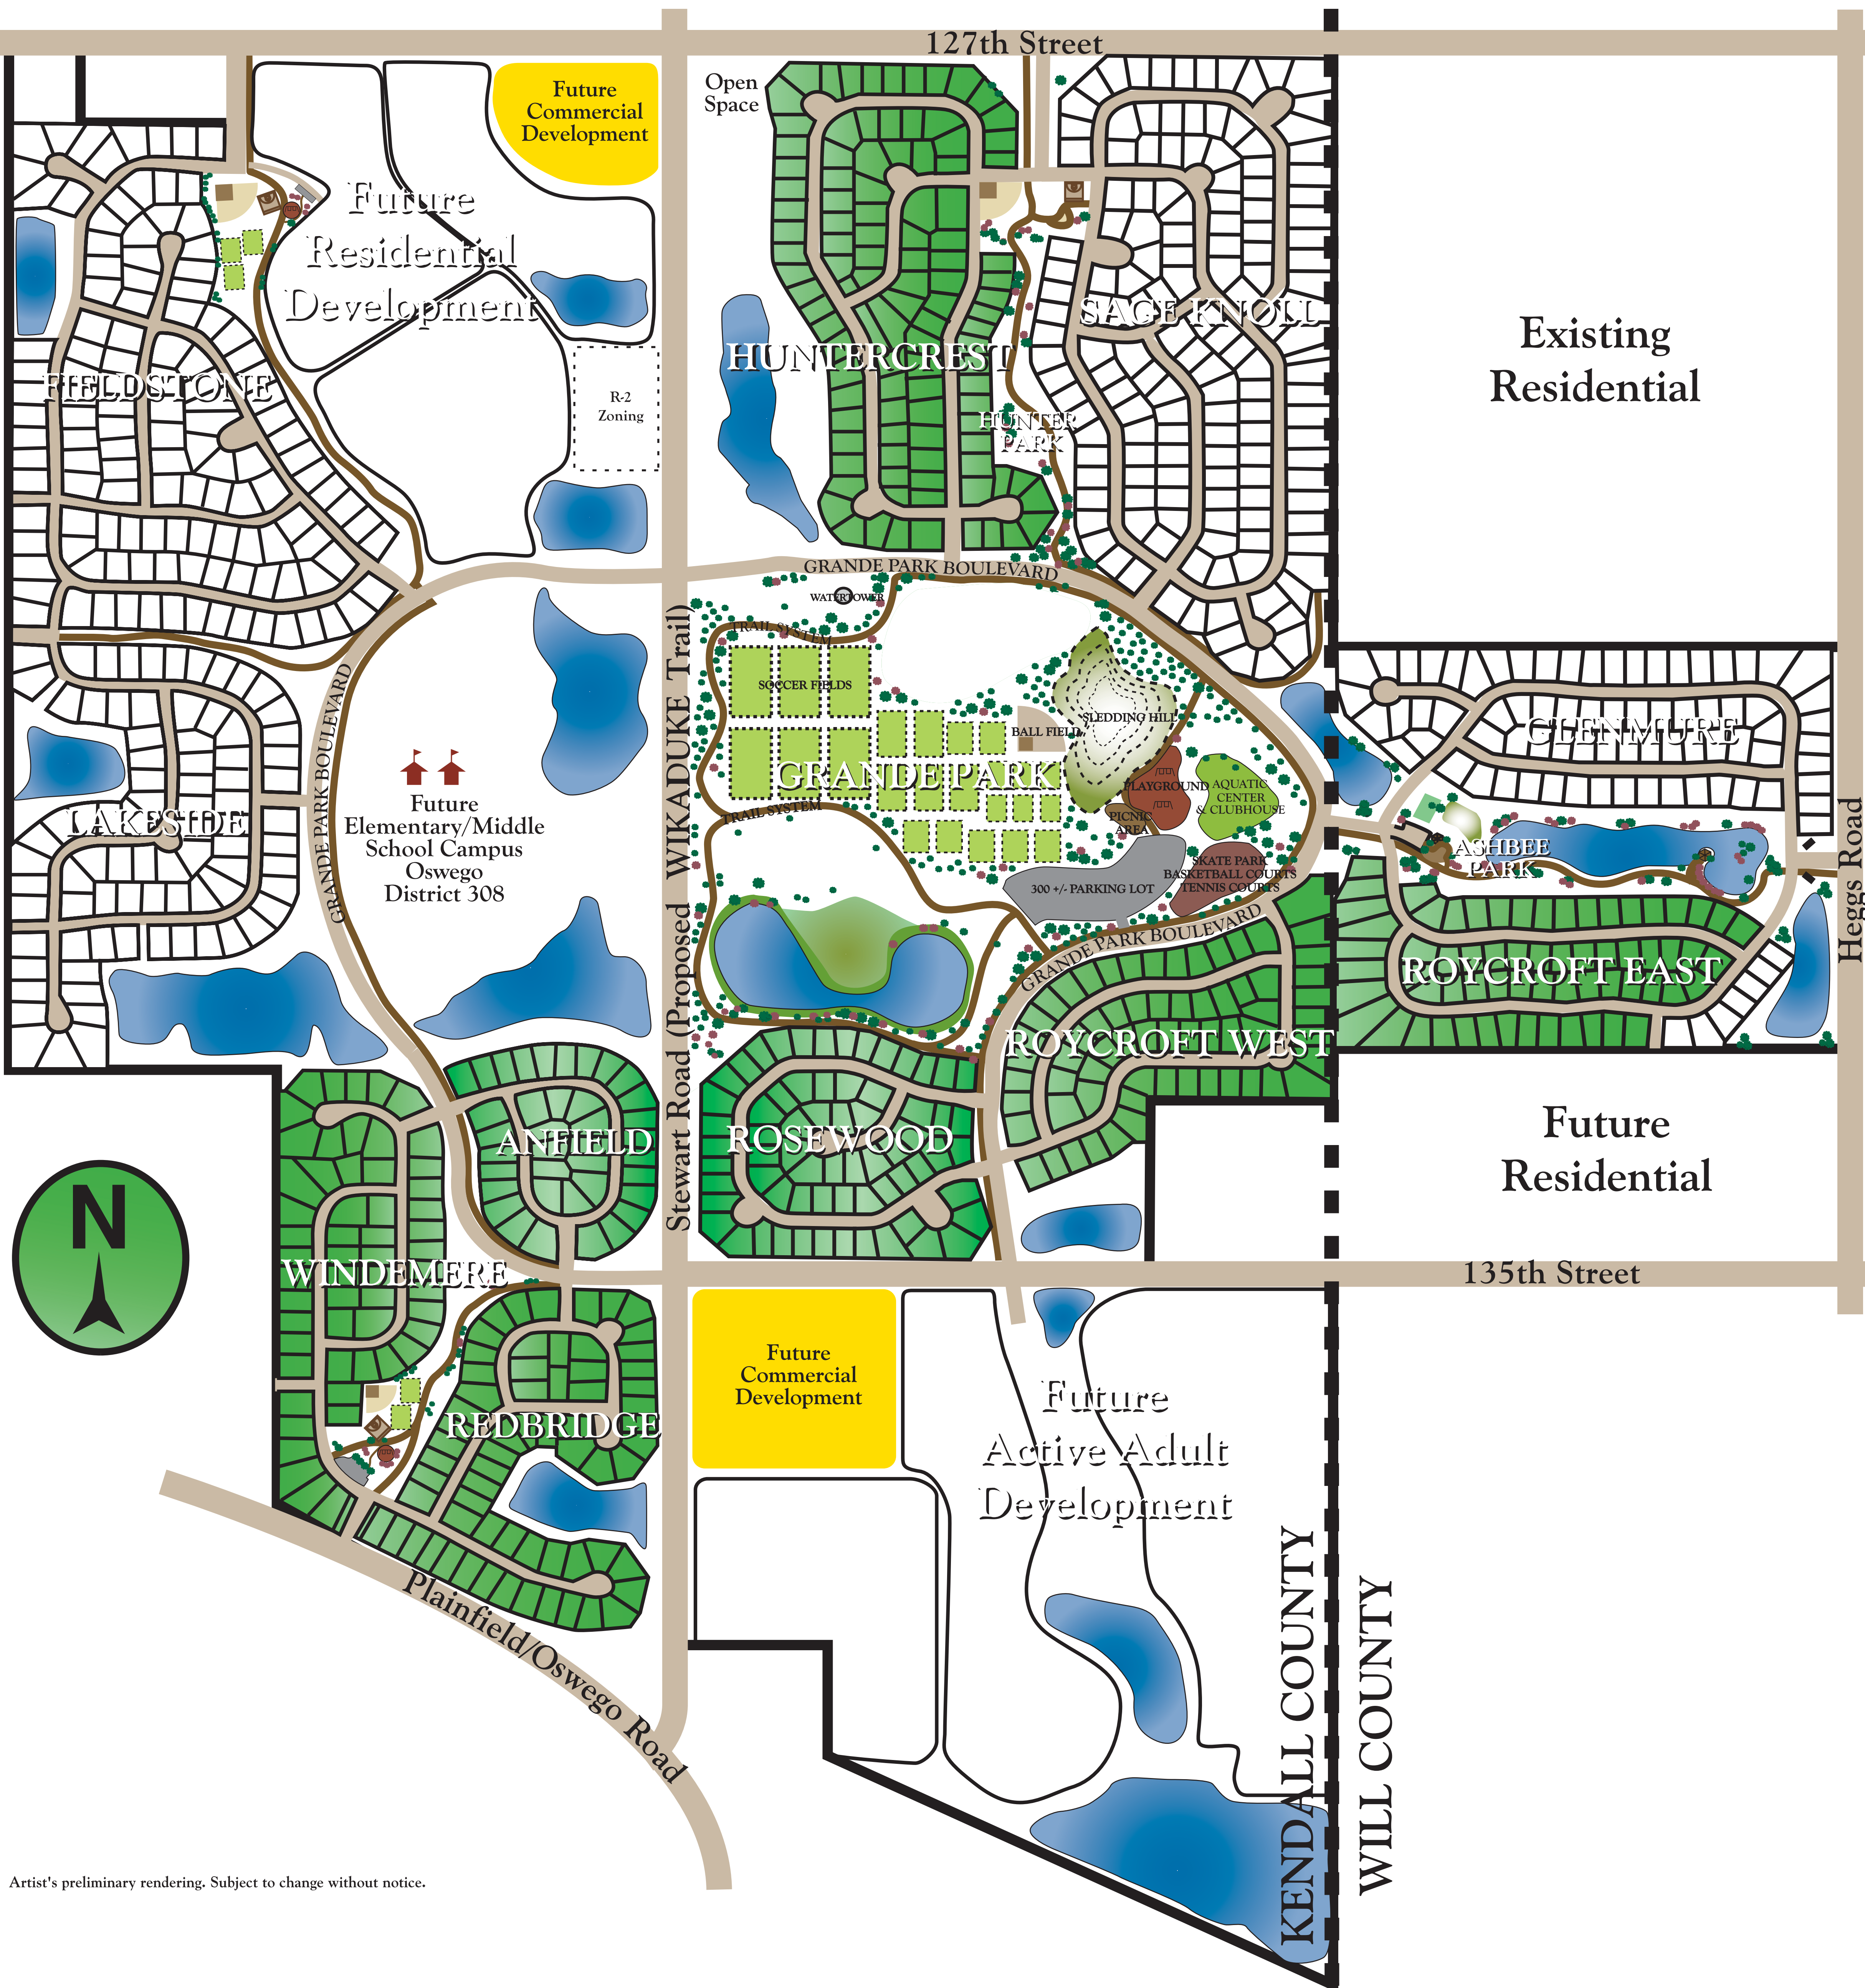 127th Street
Future
Commercial
Development
Open
Space
Future
Residential
Development
SAGE KNOLL
Existing
Residential
HUNTERCREST
FIELDSTONE
R-2
Zoning
HUNTER
PARK
GRANDE PARK BOULEVARD
WATERTOWER
TRAIL SYSTEM
SOCCER FIELDS
SLEDDING HILL
BALL FIELD
GLENMURE
GRANDE PARK
PLAYGROUND
AQUATIC
CENTER
& CLUBHOUSE
PICNIC
AREA
TRAIL SYSTEM
GRANDE PARK BOULEVARD
Future
Elementary/Middle
School Campus
Oswego
District 308
LAKESIDE
ASHBEE
PARK
Heggs Road
SKATE PARK
BASKETBALL COURTS
TENNIS COURTS
300 +/- PARKING LOT
GRANDE PARK BOULEVARD
Stewart Road (Proposed WIKADUKE Trail)
ROYCROFT EAST
ROYCROFT WEST
ANFIELD
ROSEWOOD
Future
Residential
N
WINDEMERE
135th Street
Future
Commercial
Development
Future
Active Adult
Development
REDBRIDGE
Plainfield/Oswego Road
KENDALL COUNTY
WILL COUNTY
Artist's preliminary rendering. Subject to change without notice.